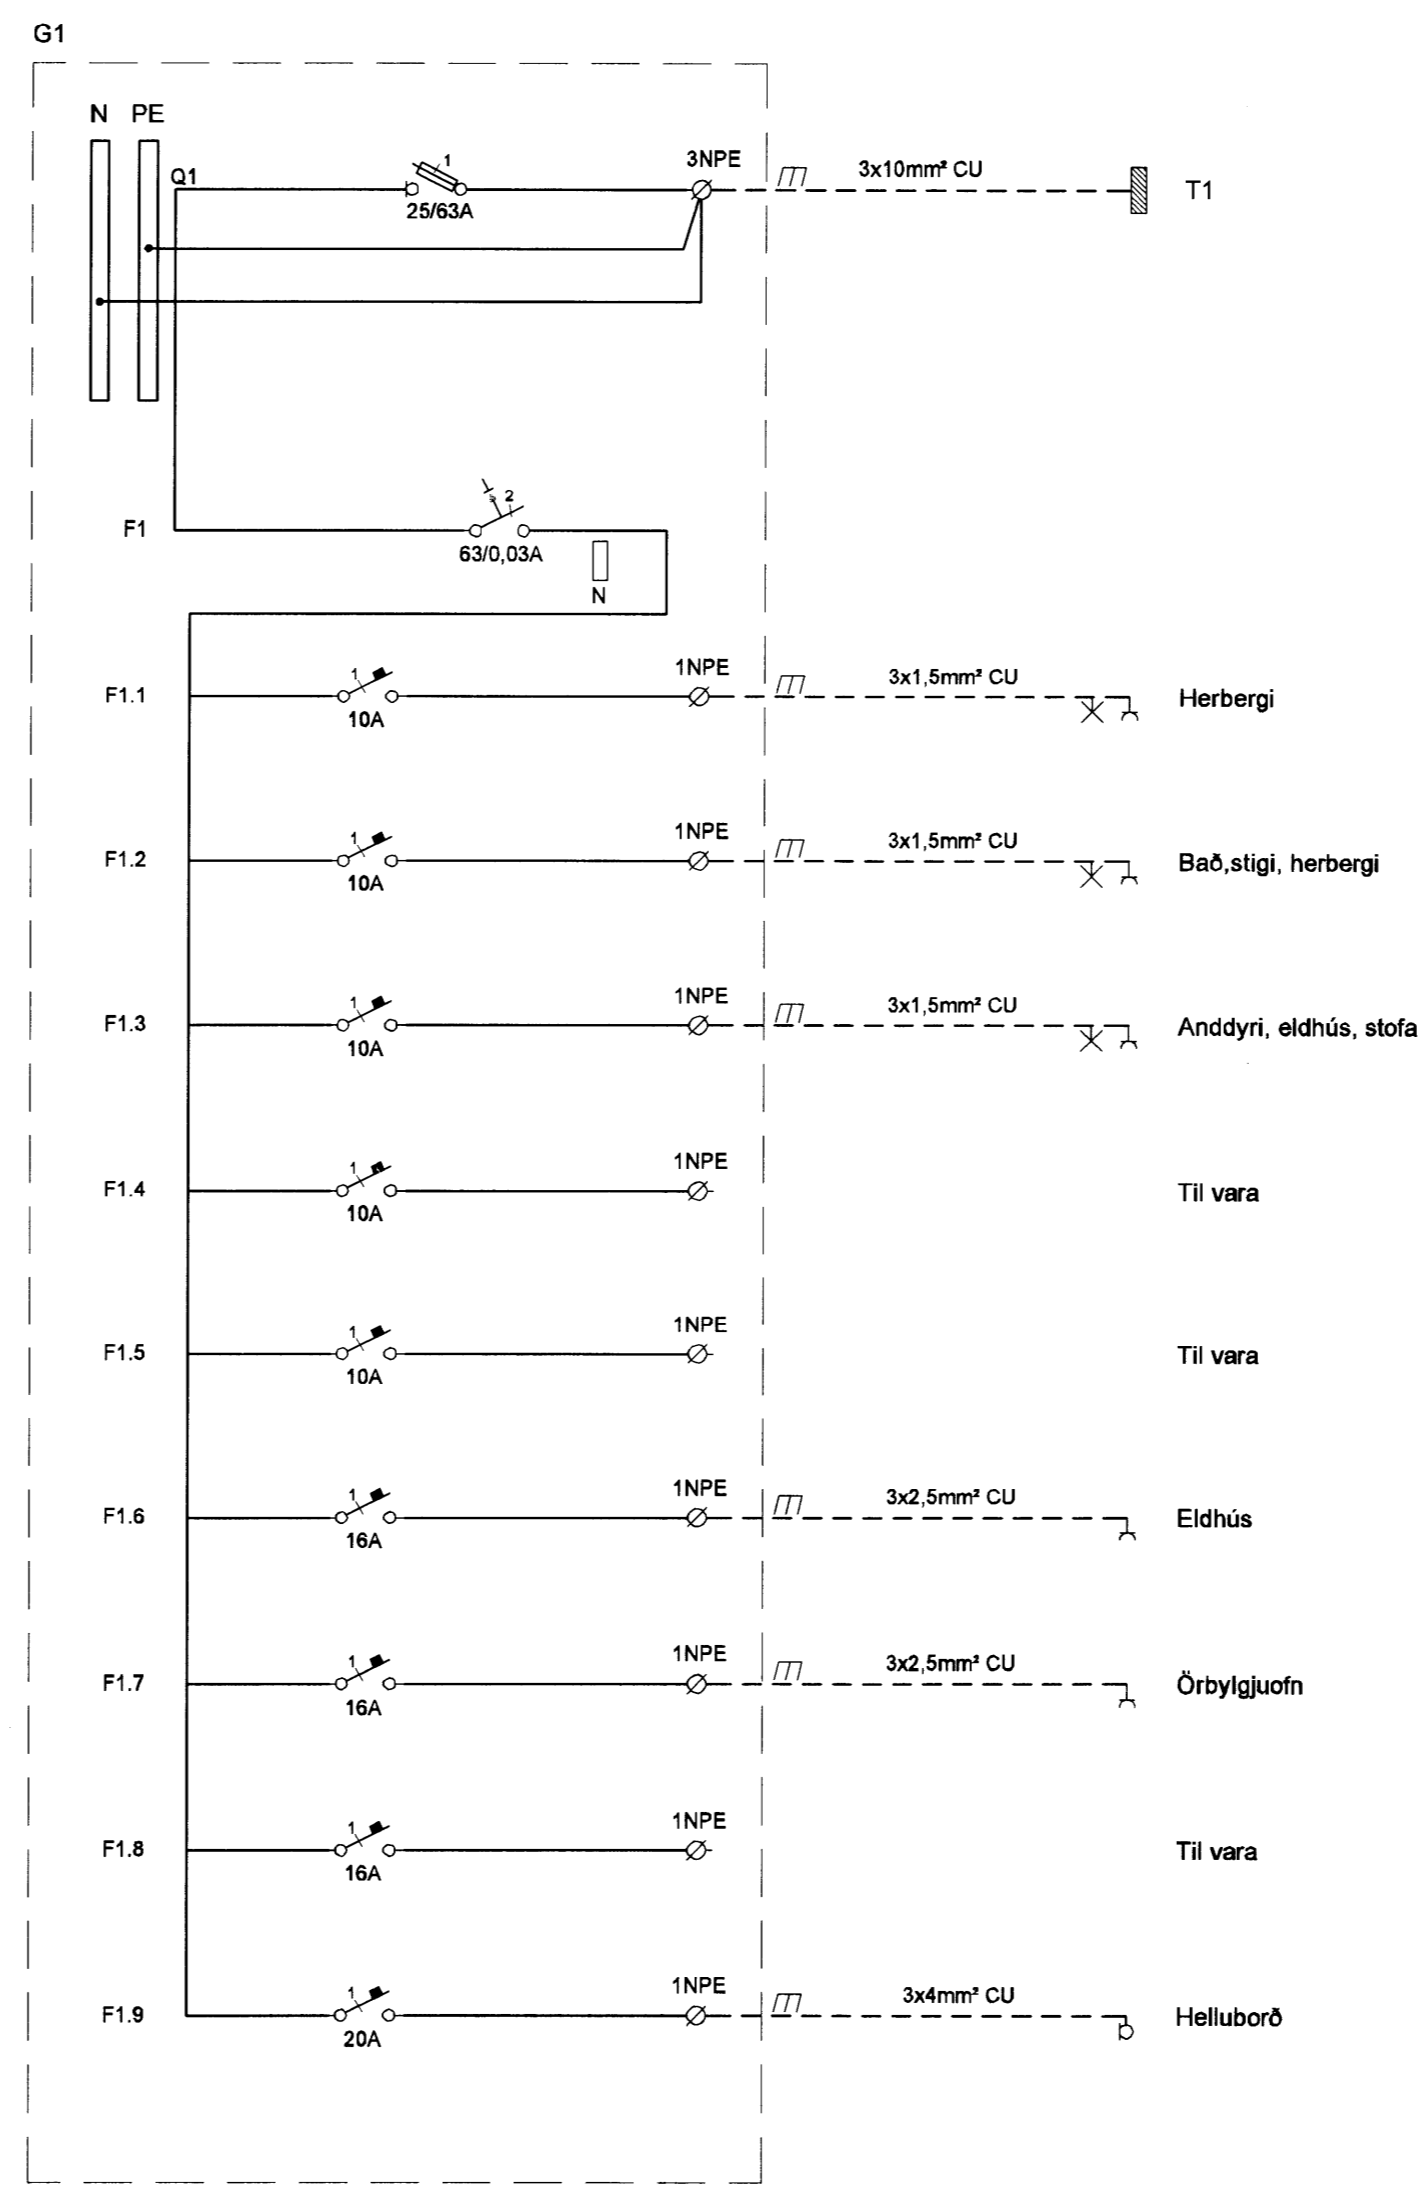 G1
N PE
Q1 1 3NPE 3x10mm² CU T1
25/63A
F1 2
63/0,03A
N
F1.1 1 1NPE 3x1,5mm² CU Herbergi
10A
F1.2 1 1NPE 3x1,5mm² CU Bað,stigi, herbergi
10A
F1.3 1 1NPE 3x1,5mm² CU Anddyri, eldhús, stofa
10A
F1.4 1 1NPE Til vara
10A
F1.5 1 1NPE Til vara
10A
F1.6 1 1NPE 3x2,5mm² CU Eldhús
16A
F1.7 1 1NPE 3x2,5mm² CU Örbylgjuofn
16A
F1.8 1 1NPE Til vara
16A
F1.9 1 1NPE 3x4mm² CU Helluborð
20A